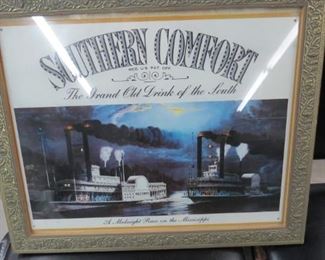 SOUTHERN COMFORT
REG. U.S. PAT. OFF.
The Grand Old Drink of the South
A Midnight Race on the Mississippi